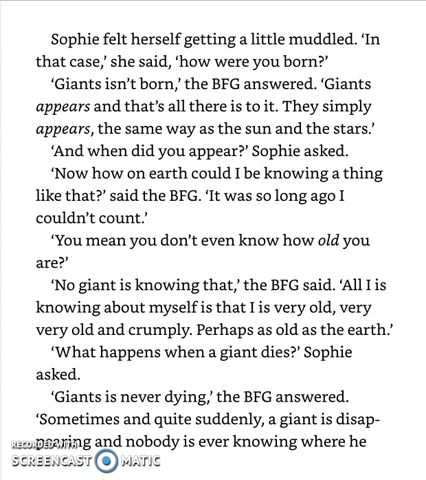 Sophie felt herself getting a little muddled. ‘In
that case,’ she said, ‘how were you born?’
‘Giants isn’t born,’ the BFG answered. ‘Giants
appears and that’s all there is to it. They simply
appears, the same way as the sun and the stars.’
‘And when did you appear?’ Sophie asked.
‘Now how on earth could I be knowing a thing
like that?’ said the BFG. ‘It was so long ago I
couldn’t count.’
‘You mean you don’t even know how old you
are?’
‘No giant is knowing that,’ the BFG said. ‘All I is
knowing about myself is that I is very old, very
very old and crumply. Perhaps as old as the earth.’
‘What happens when a giant dies?’ Sophie
asked.
‘Giants is never dying,’ the BFG answered.
‘Sometimes and quite suddenly, a giant is disap-
pearing and nobody is ever knowing where he
RECORDED WITH
SCREENCAST MATIC